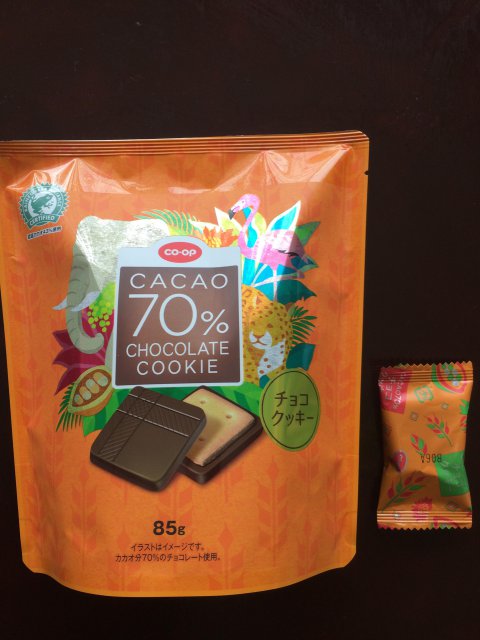 CERTIFIED
co-op
CACAO
70%
CHOCOLATE
COOKIE
チョコ
クッキー
85g
イラストはイメージです。
カカオ分70%のチョコレート使用。
CACAO70%